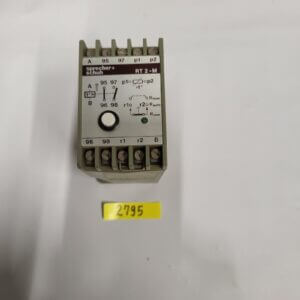 A 95 97 p1 p2
sprecher+
schuh RT 3-M
95 97 p1 p2
A
B
96 98 r1 r2
96 98 r1 r2 B
2795